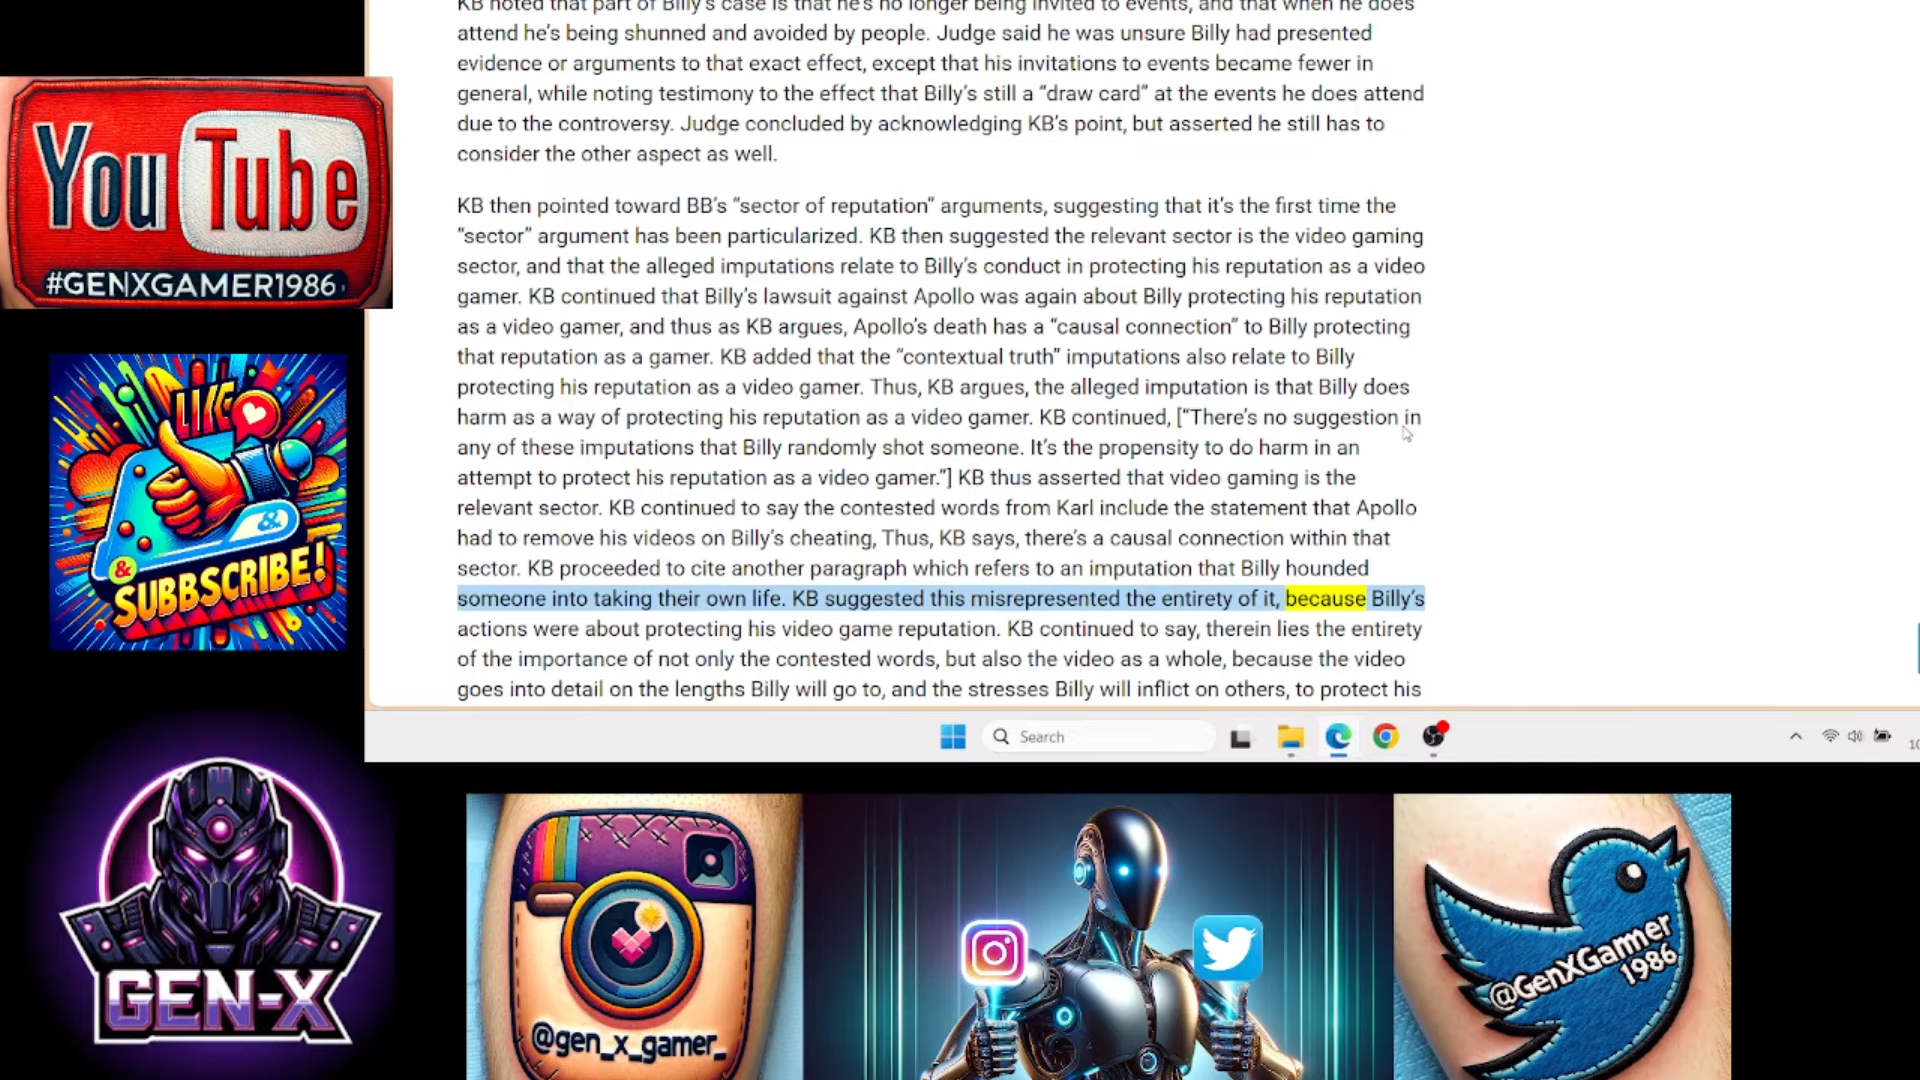 KB noted that part of Billy's case is that he's no longer being invited to events, and that when he does
attend he's being shunned and avoided by people. Judge said he was unsure Billy had presented
evidence or arguments to that exact effect, except that his invitations to events became fewer in
general, while noting testimony to the effect that Billy's still a “draw card” at the events he does attend
due to the controversy. Judge concluded by acknowledging KB's point, but asserted he still has to
consider the other aspect as well.
KB then pointed toward BB's “sector of reputation” arguments, suggesting that it's the first time the
“sector” argument has been particularized. KB then suggested the relevant sector is the video gaming
sector, and that the alleged imputations relate to Billy's conduct in protecting his reputation as a video
gamer. KB continued that Billy's lawsuit against Apollo was again about Billy protecting his reputation
as a video gamer, and thus as KB argues, Apollo's death has a “causal connection” to Billy protecting
that reputation as a gamer. KB added that the “contextual truth” imputations also relate to Billy
protecting his reputation as a video gamer. Thus, KB argues, the alleged imputation is that Billy does
harm as a way of protecting his reputation as a video gamer. KB continued, [“There's no suggestion in
any of these imputations that Billy randomly shot someone. It's the propensity to do harm in an
attempt to protect his reputation as a video gamer.”] KB thus asserted that video gaming is the
relevant sector. KB continued to say the contested words from Karl include the statement that Apollo
had to remove his videos on Billy's cheating, Thus, KB says, there's a causal connection within that
sector. KB proceeded to cite another paragraph which refers to an imputation that Billy hounded
someone into taking their own life. KB suggested this misrepresented the entirety of it, because Billy's
actions were about protecting his video game reputation. KB continued to say, therein lies the entirety
of the importance of not only the contested words, but also the video as a whole, because the video
goes into detail on the lengths Billy will go to, and the stresses Billy will inflict on others, to protect his
Search
10
You Tube
#GENXGAMER1986
LIKE
&
&
SUBBSCRIBE!
GEN-X
@gen_x_gamer_
@GenXGamer
1986